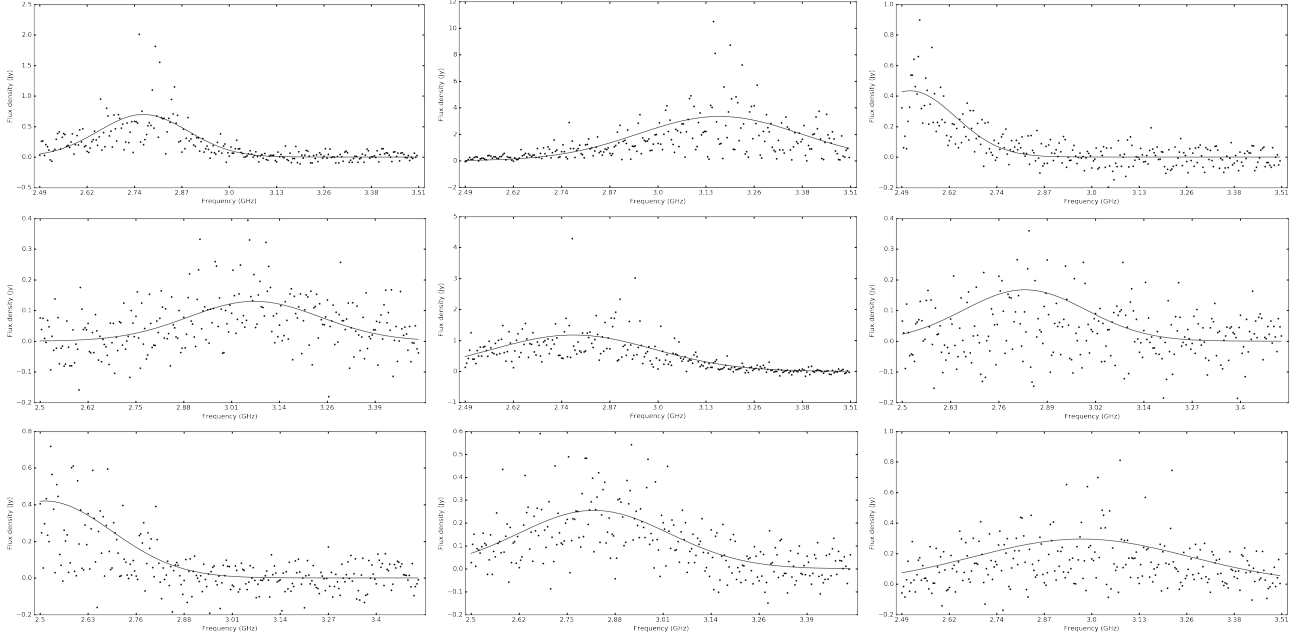 2.5
2.0
1.5
1.0
0.5
0.0
−0.5
Flux density (Jy)
2.49 2.62 2.74 2.87 3.0 3.13 3.26 3.38 3.51
Frequency (GHz)
12
10
8
6
4
2
0
−2
Flux density (Jy)
2.49 2.62 2.74 2.87 3.0 3.13 3.26 3.38 3.51
Frequency (GHz)
1.0
0.8
0.6
0.4
0.2
0.0
−0.2
Flux density (Jy)
2.49 2.62 2.74 2.87 3.0 3.13 3.26 3.38 3.51
Frequency (GHz)
0.4
0.3
0.2
0.1
0.0
−0.1
−0.2
Flux density (Jy)
2.5 2.62 2.75 2.88 3.01 3.14 3.26 3.39
Frequency (GHz)
5
4
3
2
1
0
−1
Flux density (Jy)
2.49 2.62 2.74 2.87 3.0 3.13 3.26 3.38 3.51
Frequency (GHz)
0.4
0.3
0.2
0.1
0.0
−0.1
−0.2
Flux density (Jy)
2.5 2.63 2.76 2.89 3.02 3.14 3.27 3.4
Frequency (GHz)
0.8
0.6
0.4
0.2
0.0
−0.2
Flux density (Jy)
2.5 2.63 2.75 2.88 3.01 3.14 3.27 3.4
Frequency (GHz)
0.6
0.5
0.4
0.3
0.2
0.1
0.0
−0.1
−0.2
Flux density (Jy)
2.5 2.62 2.75 2.88 3.01 3.14 3.26 3.39
Frequency (GHz)
1.0
0.8
0.6
0.4
0.2
0.0
−0.2
Flux density (Jy)
2.49 2.62 2.74 2.87 3.0 3.13 3.26 3.38 3.51
Frequency (GHz)